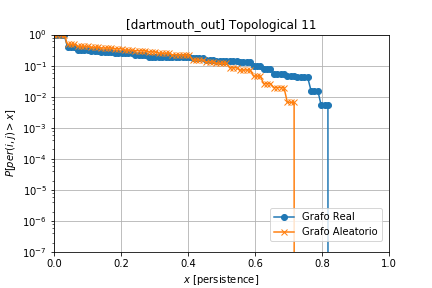 [dartmouth_out] Topological 11
10^0
10^-1
10^-2
10^-3
10^-4
10^-5
10^-6
10^-7
P[per(i, j) > x]
Grafo Real
Grafo Aleatorio
0.0 0.2 0.4 0.6 0.8 1.0
x [persistence]